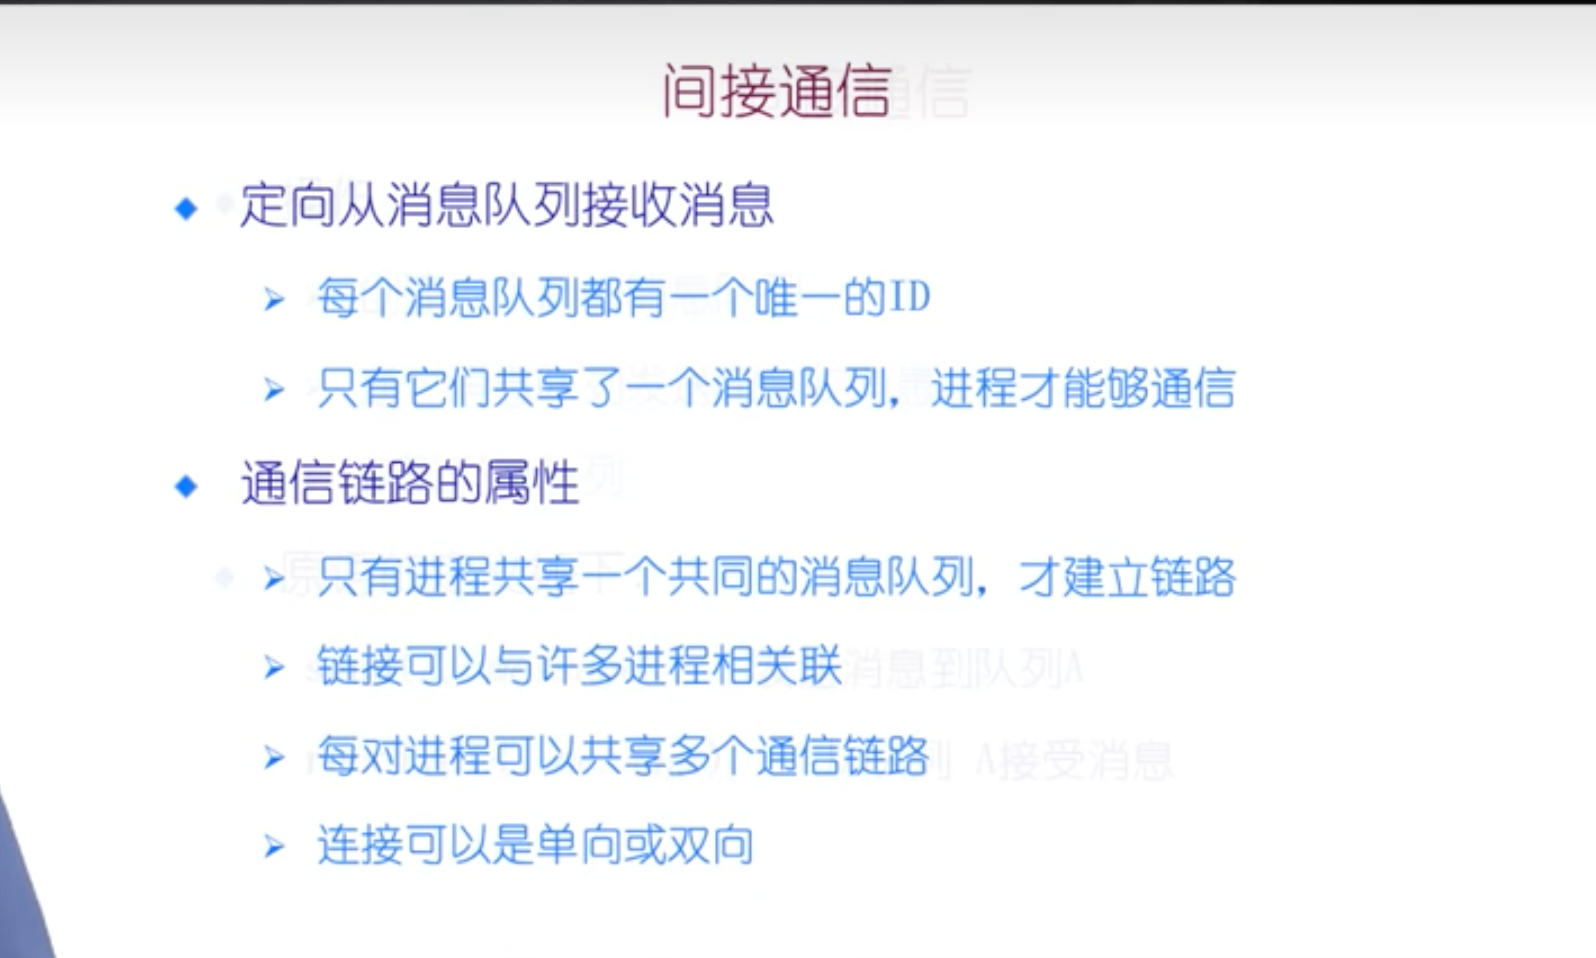 间接通信
定向从消息队列接收消息
每个消息队列都有一个唯一的ID
只有它们共享了一个消息队列，进程才能够通信
通信链路的属性
只有进程共享一个共同的消息队列，才建立链路
链接可以与许多进程相关联
每对进程可以共享多个通信链路
连接可以是单向或双向